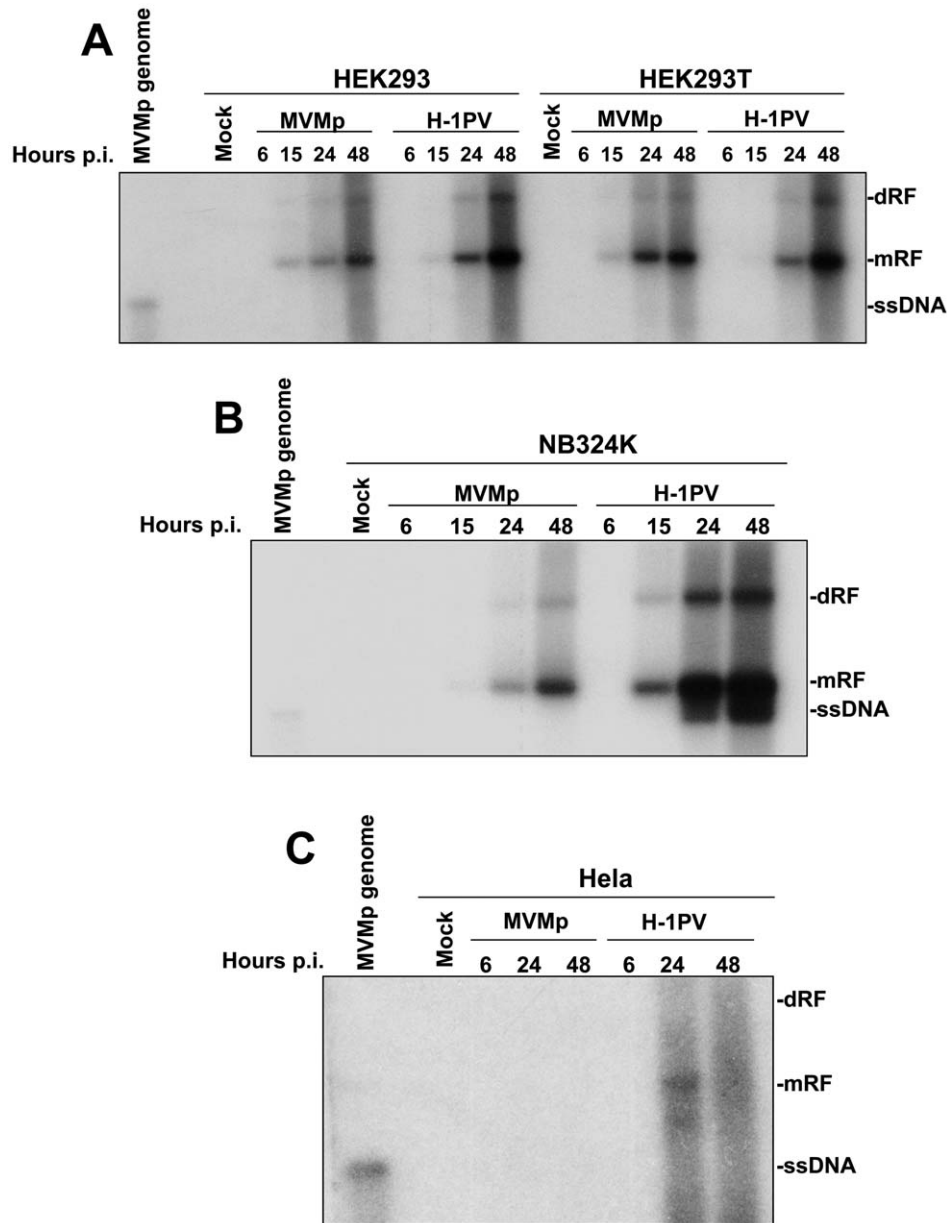 A
MVMp genome
HEK293
HEK293T
Mock
MVMp
H-1PV
Mock
MVMp
H-1PV
Hours p.i.
6 15 24 48
6 15 24 48
6 15 24 48
6 15 24 48
-dRF
-mRF
-ssDNA
B
MVMp genome
NB324K
Mock
MVMp
H-1PV
Hours p.i.
6 15 24 48
6 15 24 48
-dRF
-mRF
-ssDNA
C
MVMp genome
Hela
Mock
MVMp
H-1PV
Hours p.i.
6 24 48
6 24 48
-dRF
-mRF
-ssDNA